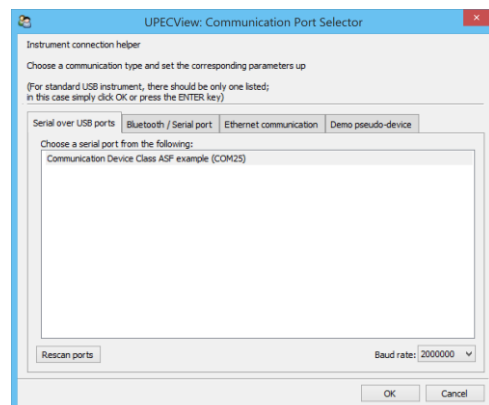 UPECView: Communication Port Selector
Instrument connection helper
Choose a communication type and set the corresponding parameters up
(For standard USB instrument, there should be only one listed;
in this case simply click OK or press the ENTER key)
Serial over USB ports Bluetooth / Serial port Ethernet communication Demo pseudo-device
Choose a serial port from the following:
Communication Device Class ASF example (COM25)
Rescan ports Baud rate: 2000000
OK Cancel